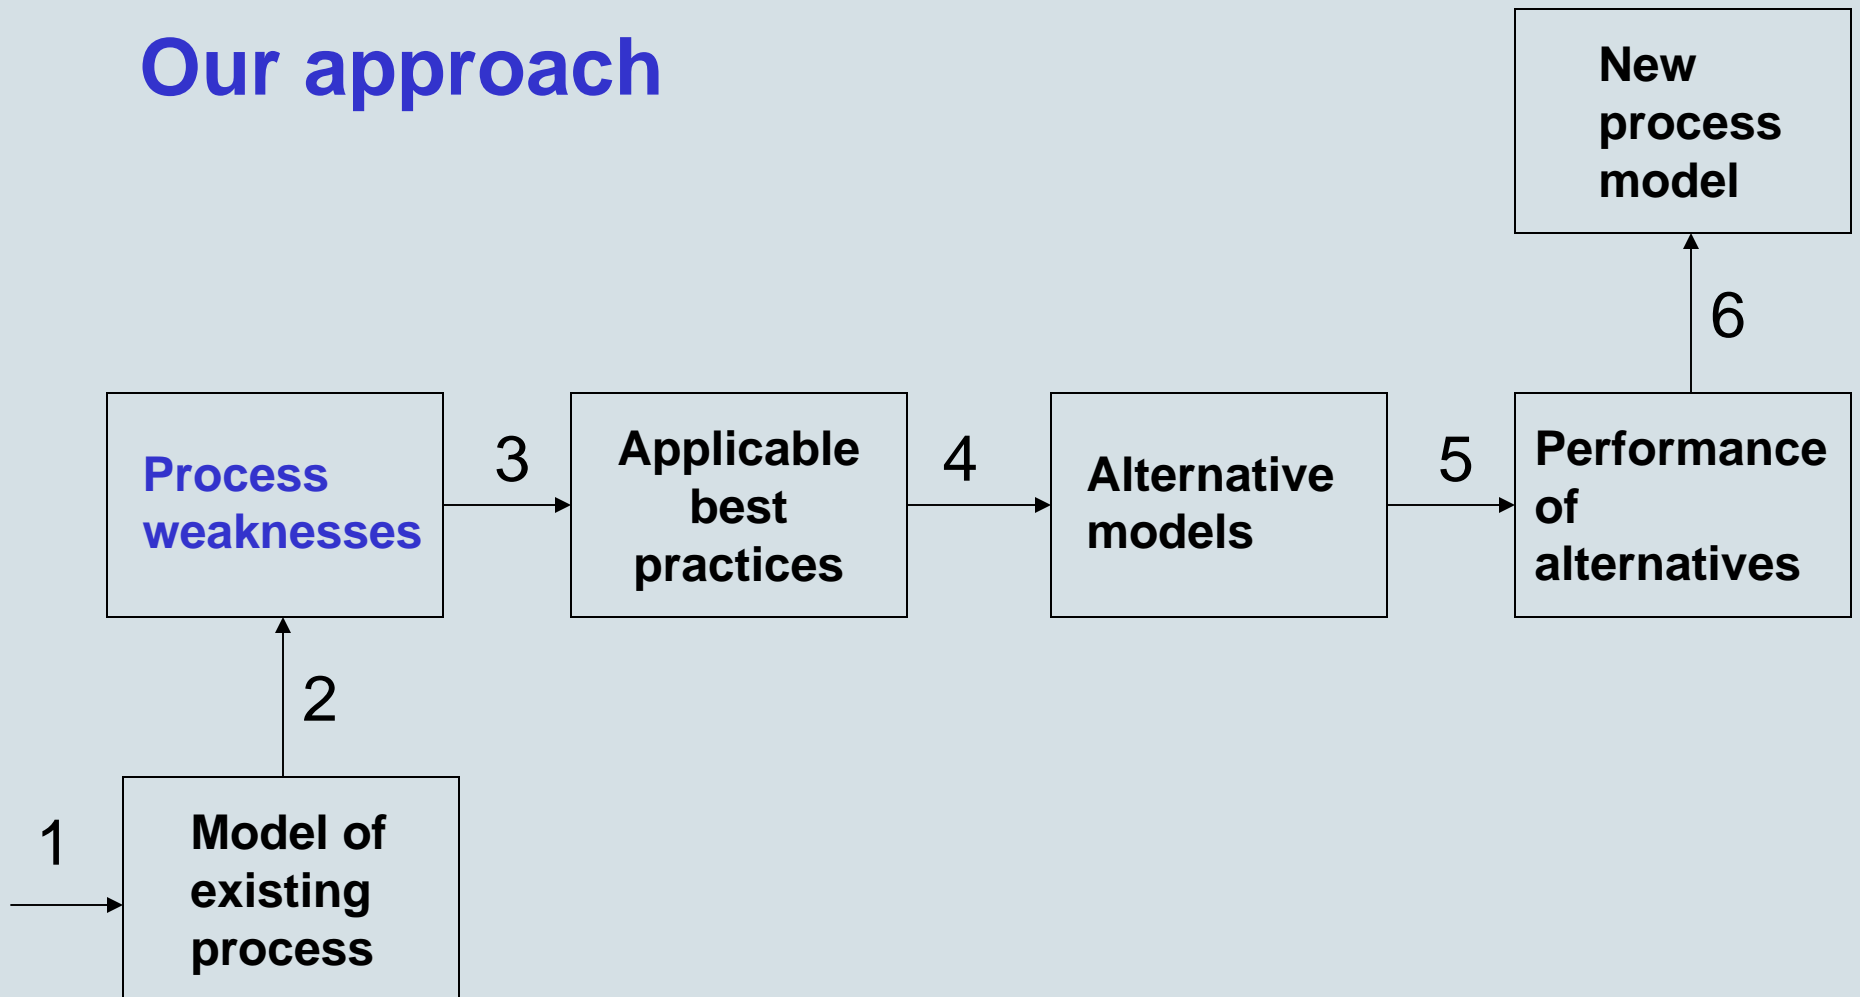 Our approach
New
process
model
6
Process
weaknesses
3
Applicable
best
practices
4
Alternative
models
5
Performance
of
alternatives
2
1
Model of
existing
process